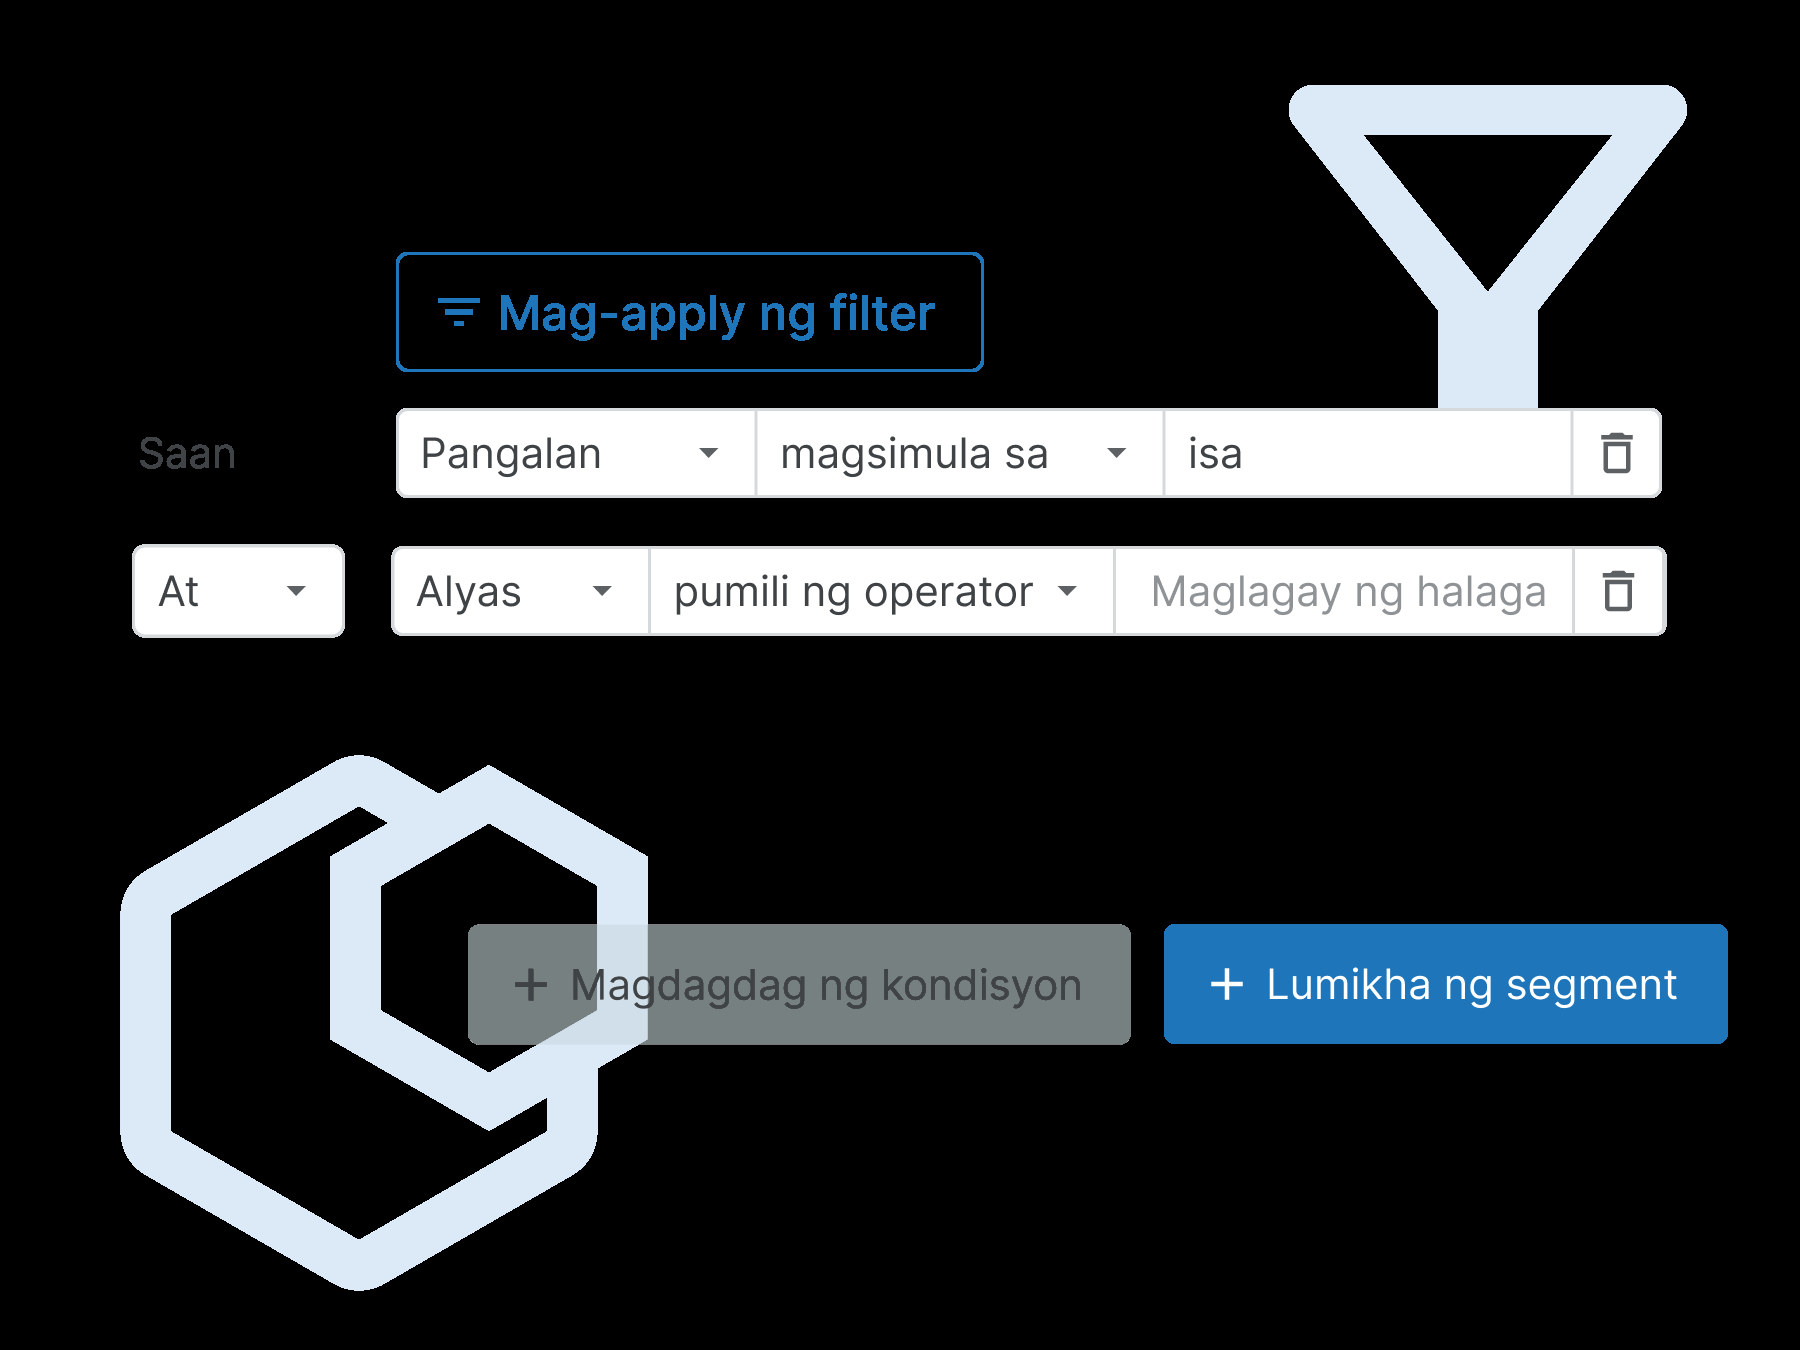 Mag-apply ng filter
Saan Pangalan magsimula sa isa
At Alyas pumili ng operator Maglagay ng halaga
+ Magdagdag ng kondisyon + Lumikha ng segment